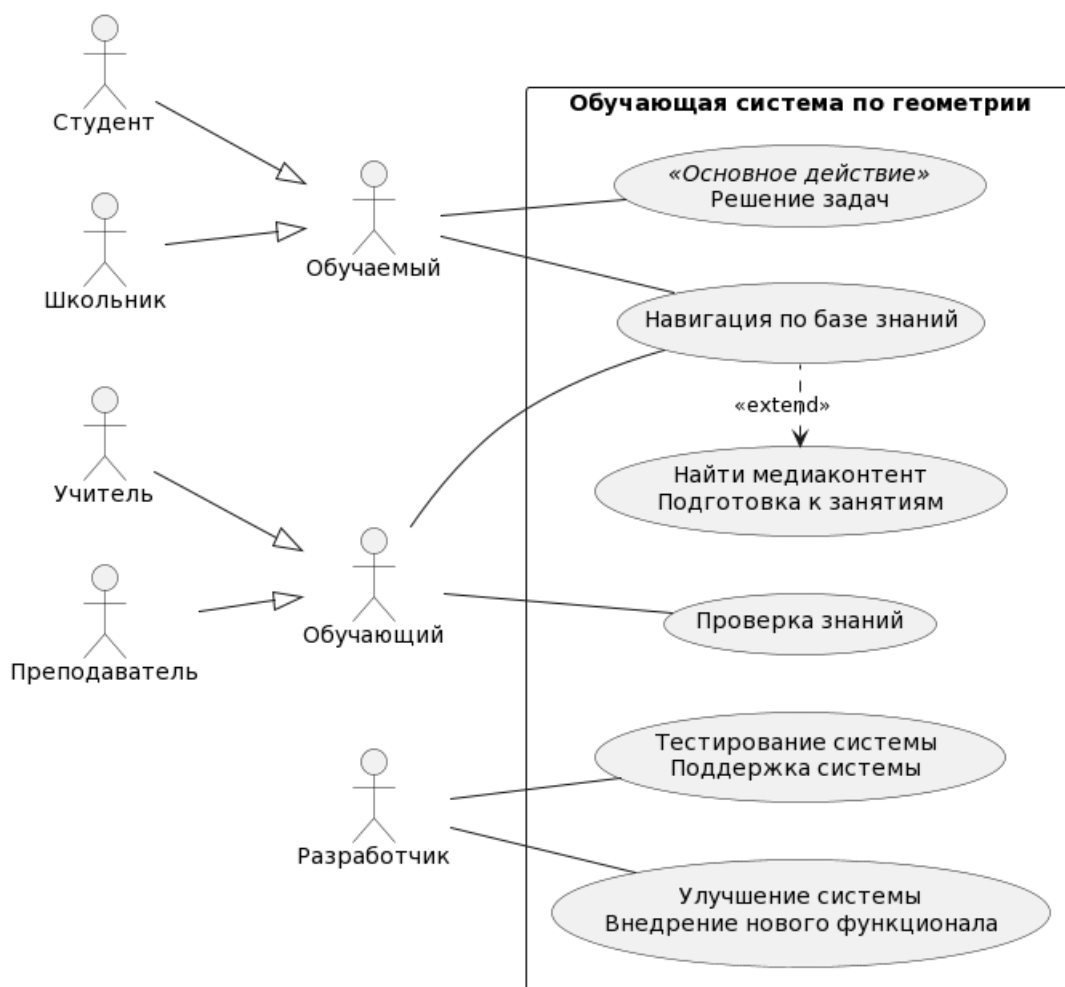 Студент
Школьник
Обучаемый
Учитель
Преподаватель
Обучающий
Разработчик
Обучающая система по геометрии
«Основное действие»
Решение задач
Навигация по базе знаний
«extend»
Найти медиаконтент
Подготовка к занятиям
Проверка знаний
Тестирование системы
Поддержка системы
Улучшение системы
Внедрение нового функционала